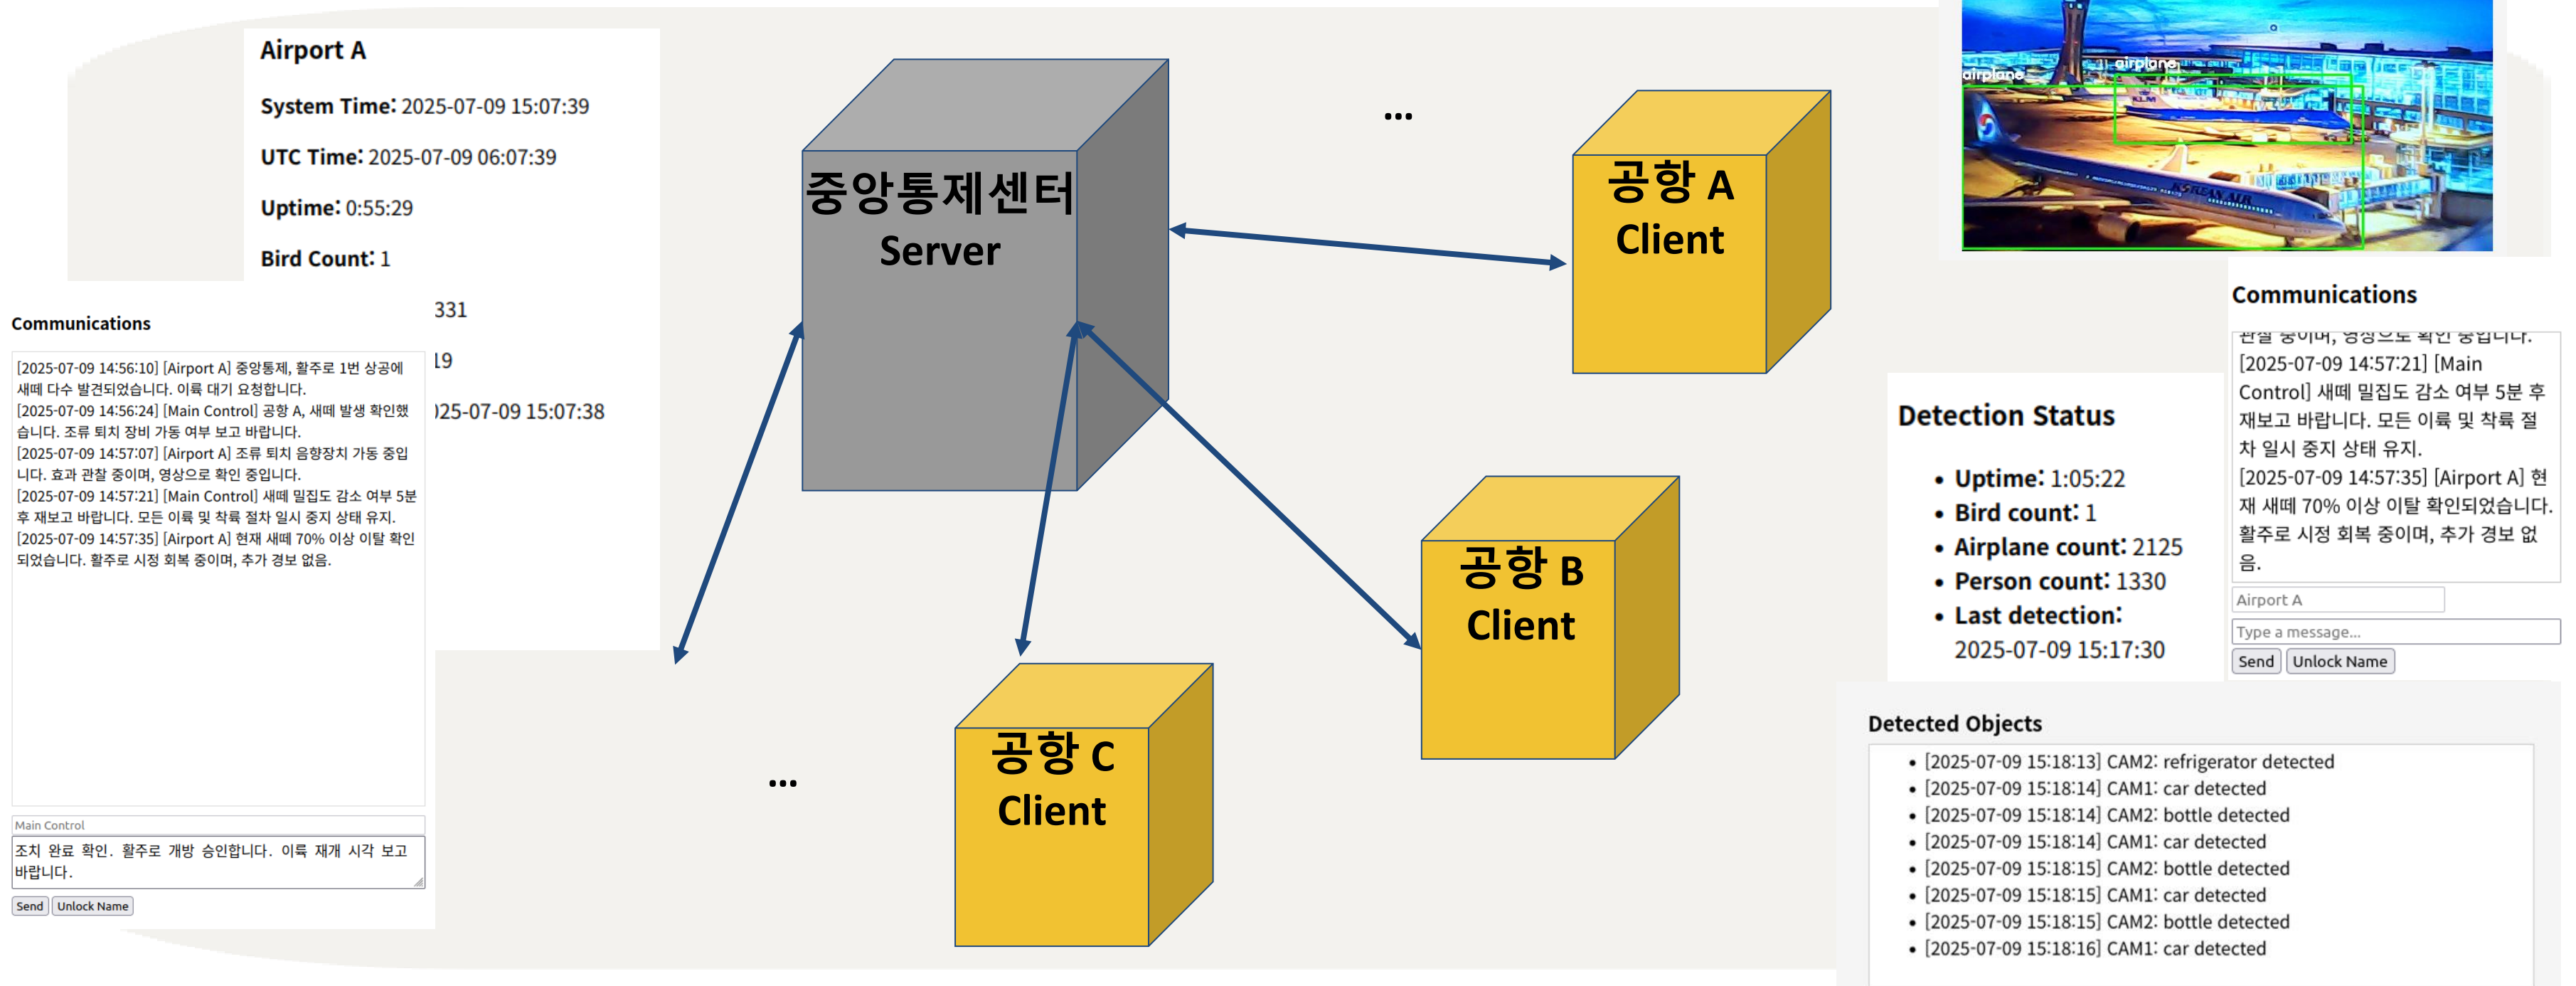 Airport A
System Time: 2025-07-09 15:07:39
UTC Time: 2025-07-09 06:07:39
Uptime: 0:55:29
Bird Count: 1
331
19
25-07-09 15:07:38
Communications
[2025-07-09 14:56:10] [Airport A] 중앙통제, 활주로 1번 상공에
새떼 다수 발견되었습니다. 이륙 대기 요청합니다.
[2025-07-09 14:56:24] [Main Control] 공항 A, 새떼 발생 확인했
습니다. 조류 퇴치 장비 가동 여부 보고 바랍니다.
[2025-07-09 14:57:07] [Airport A] 조류 퇴치 음향장치 가동 중입
니다. 효과 관찰 중이며, 영상으로 확인 중입니다.
[2025-07-09 14:57:21] [Main Control] 새떼 밀집도 감소 여부 5분
후 재보고 바랍니다. 모든 이륙 및 착륙 절차 일시 중지 상태 유지.
[2025-07-09 14:57:35] [Airport A] 현재 새떼 70% 이상 이탈 확인
되었습니다. 활주로 시정 회복 중이며, 추가 경보 없음.
Main Control
조치 완료 확인. 활주로 개방 승인합니다. 이륙 재개 시각 보고
바랍니다.
Send Unlock Name
중앙통제센터
Server
...
공항 A
Client
공항 B
Client
공항 C
Client
...
airplane
airplane
KLM
KOREAN AIR
Communications
관찰 중이며, 영상으로 확인 중입니다.
[2025-07-09 14:57:21] [Main
Control] 새떼 밀집도 감소 여부 5분 후
재보고 바랍니다. 모든 이륙 및 착륙 절
차 일시 중지 상태 유지.
[2025-07-09 14:57:35] [Airport A] 현
재 새떼 70% 이상 이탈 확인되었습니다.
활주로 시정 회복 중이며, 추가 경보 없
음.
Airport A
Type a message...
Send Unlock Name
Detection Status
• Uptime: 1:05:22
• Bird count: 1
• Airplane count: 2125
• Person count: 1330
• Last detection:
2025-07-09 15:17:30
Detected Objects
• [2025-07-09 15:18:13] CAM2: refrigerator detected
• [2025-07-09 15:18:14] CAM1: car detected
• [2025-07-09 15:18:14] CAM2: bottle detected
• [2025-07-09 15:18:14] CAM1: car detected
• [2025-07-09 15:18:15] CAM2: bottle detected
• [2025-07-09 15:18:15] CAM1: car detected
• [2025-07-09 15:18:15] CAM2: bottle detected
• [2025-07-09 15:18:16] CAM1: car detected